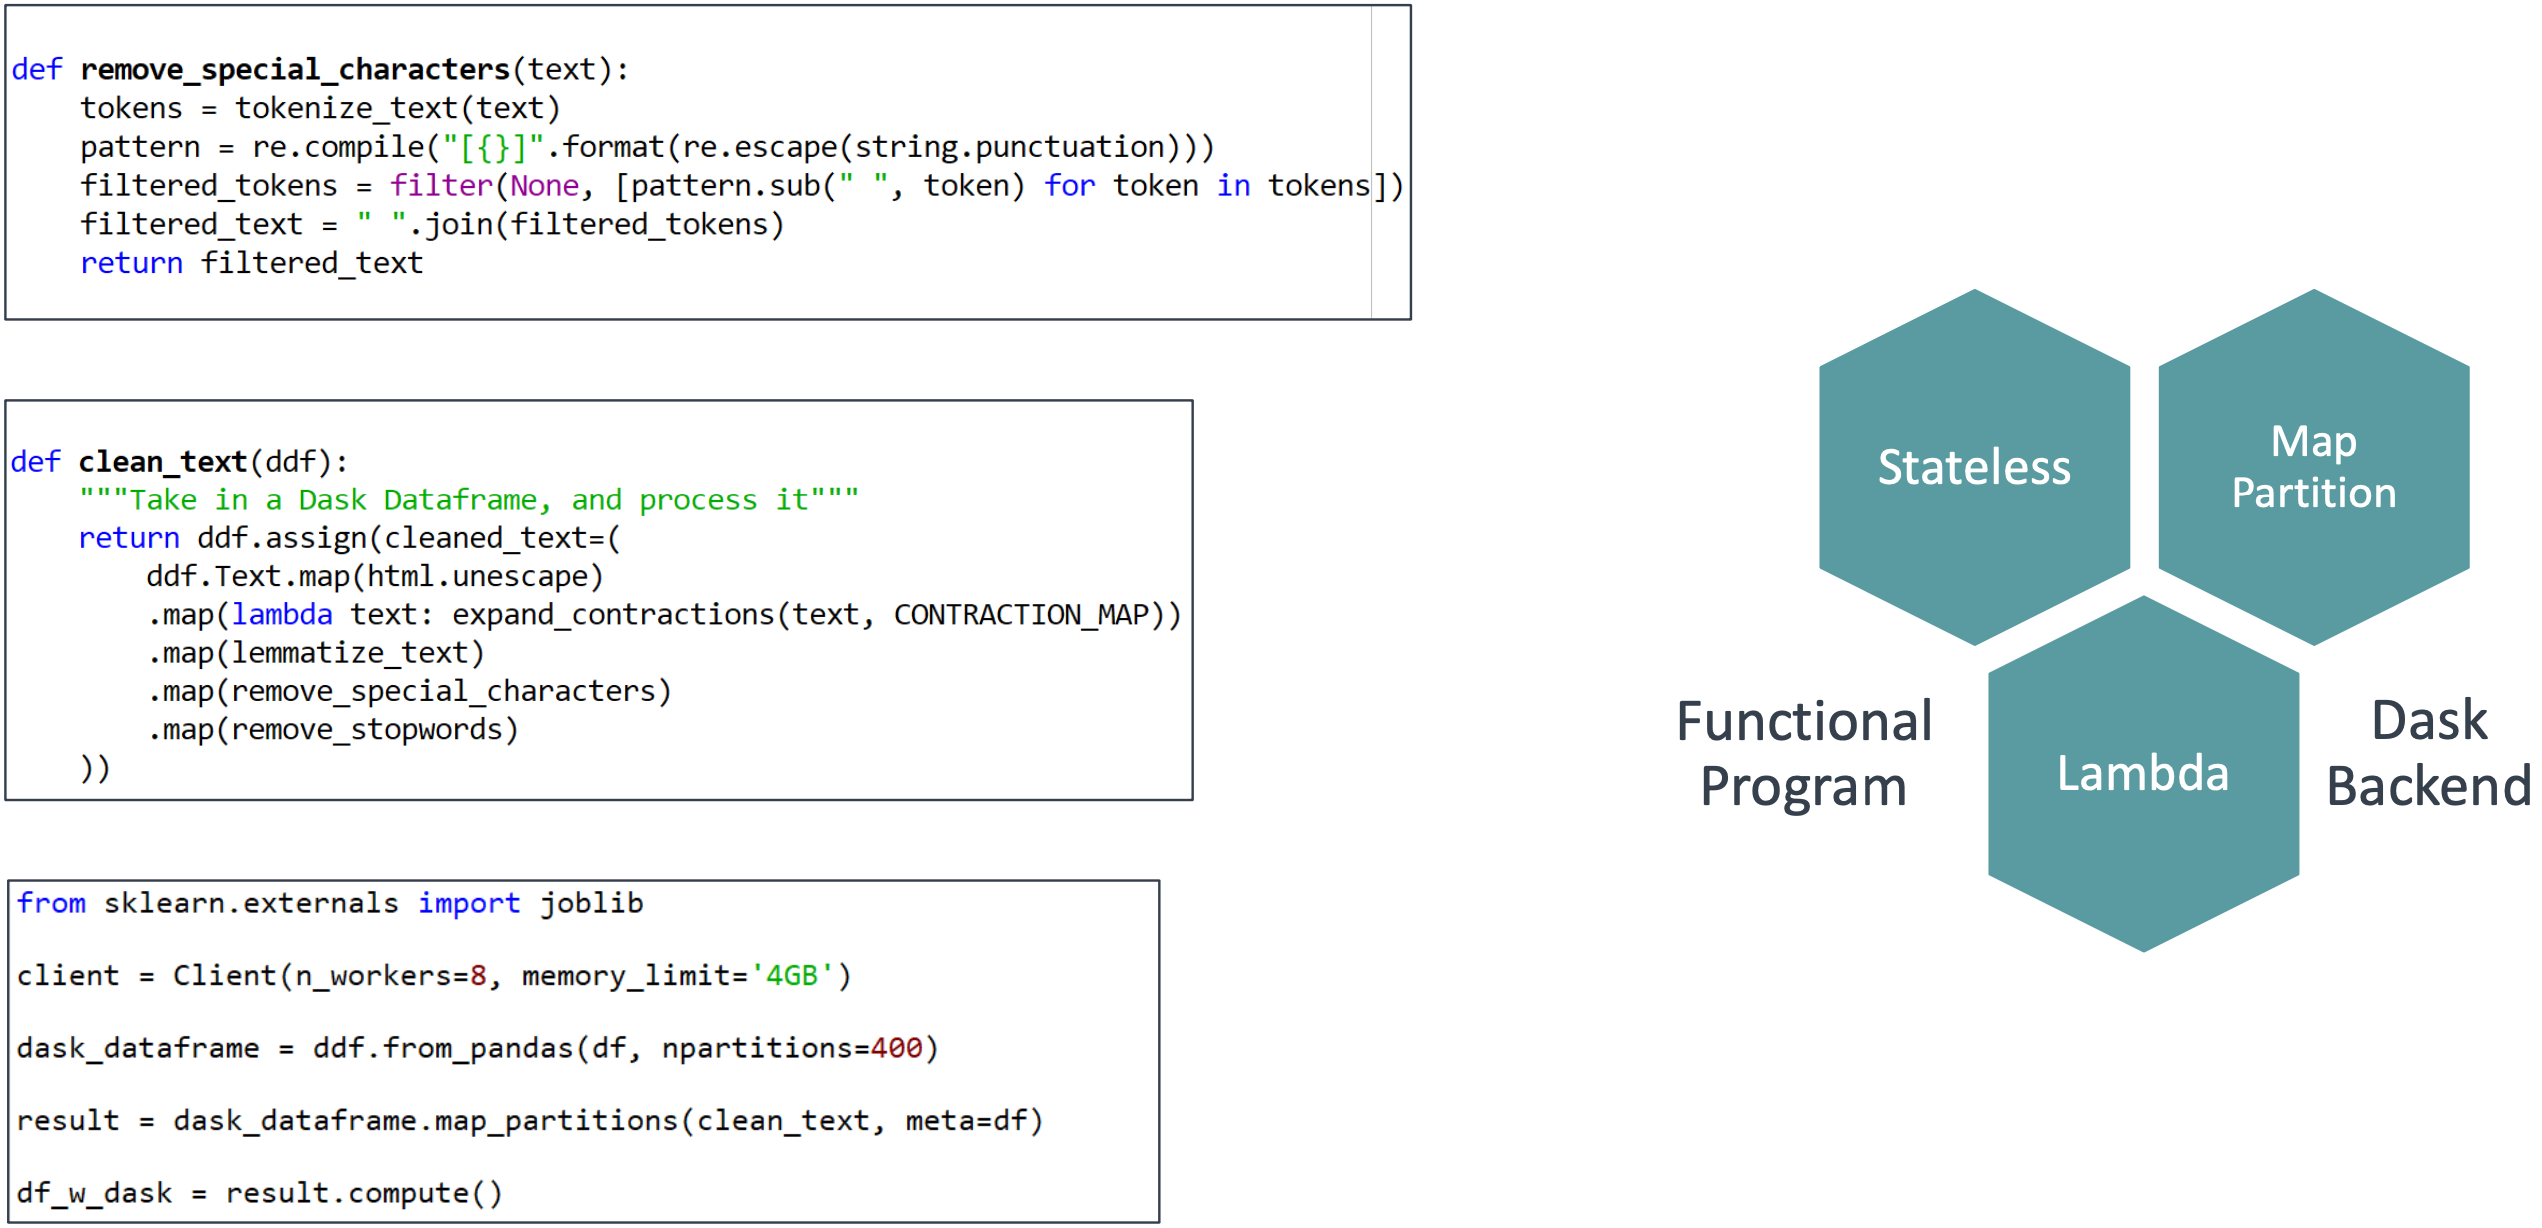 def remove_special_characters(text):
    tokens = tokenize_text(text)
    pattern = re.compile("[{}]".format(re.escape(string.punctuation)))
    filtered_tokens = filter(None, [pattern.sub(" ", token) for token in tokens])
    filtered_text = " ".join(filtered_tokens)
    return filtered_text
def clean_text(ddf):
    """Take in a Dask Dataframe, and process it"""
    return ddf.assign(cleaned_text=(
        ddf.Text.map(html.unescape)
        .map(lambda text: expand_contractions(text, CONTRACTION_MAP))
        .map(lemmatize_text)
        .map(remove_special_characters)
        .map(remove_stopwords)
    ))
from sklearn.externals import joblib
client = Client(n_workers=8, memory_limit='4GB')
dask_dataframe = ddf.from_pandas(df, npartitions=400)
result = dask_dataframe.map_partitions(clean_text, meta=df)
df_w_dask = result.compute()
Stateless
Map
Partition
Functional
Program
Lambda
Dask
Backend